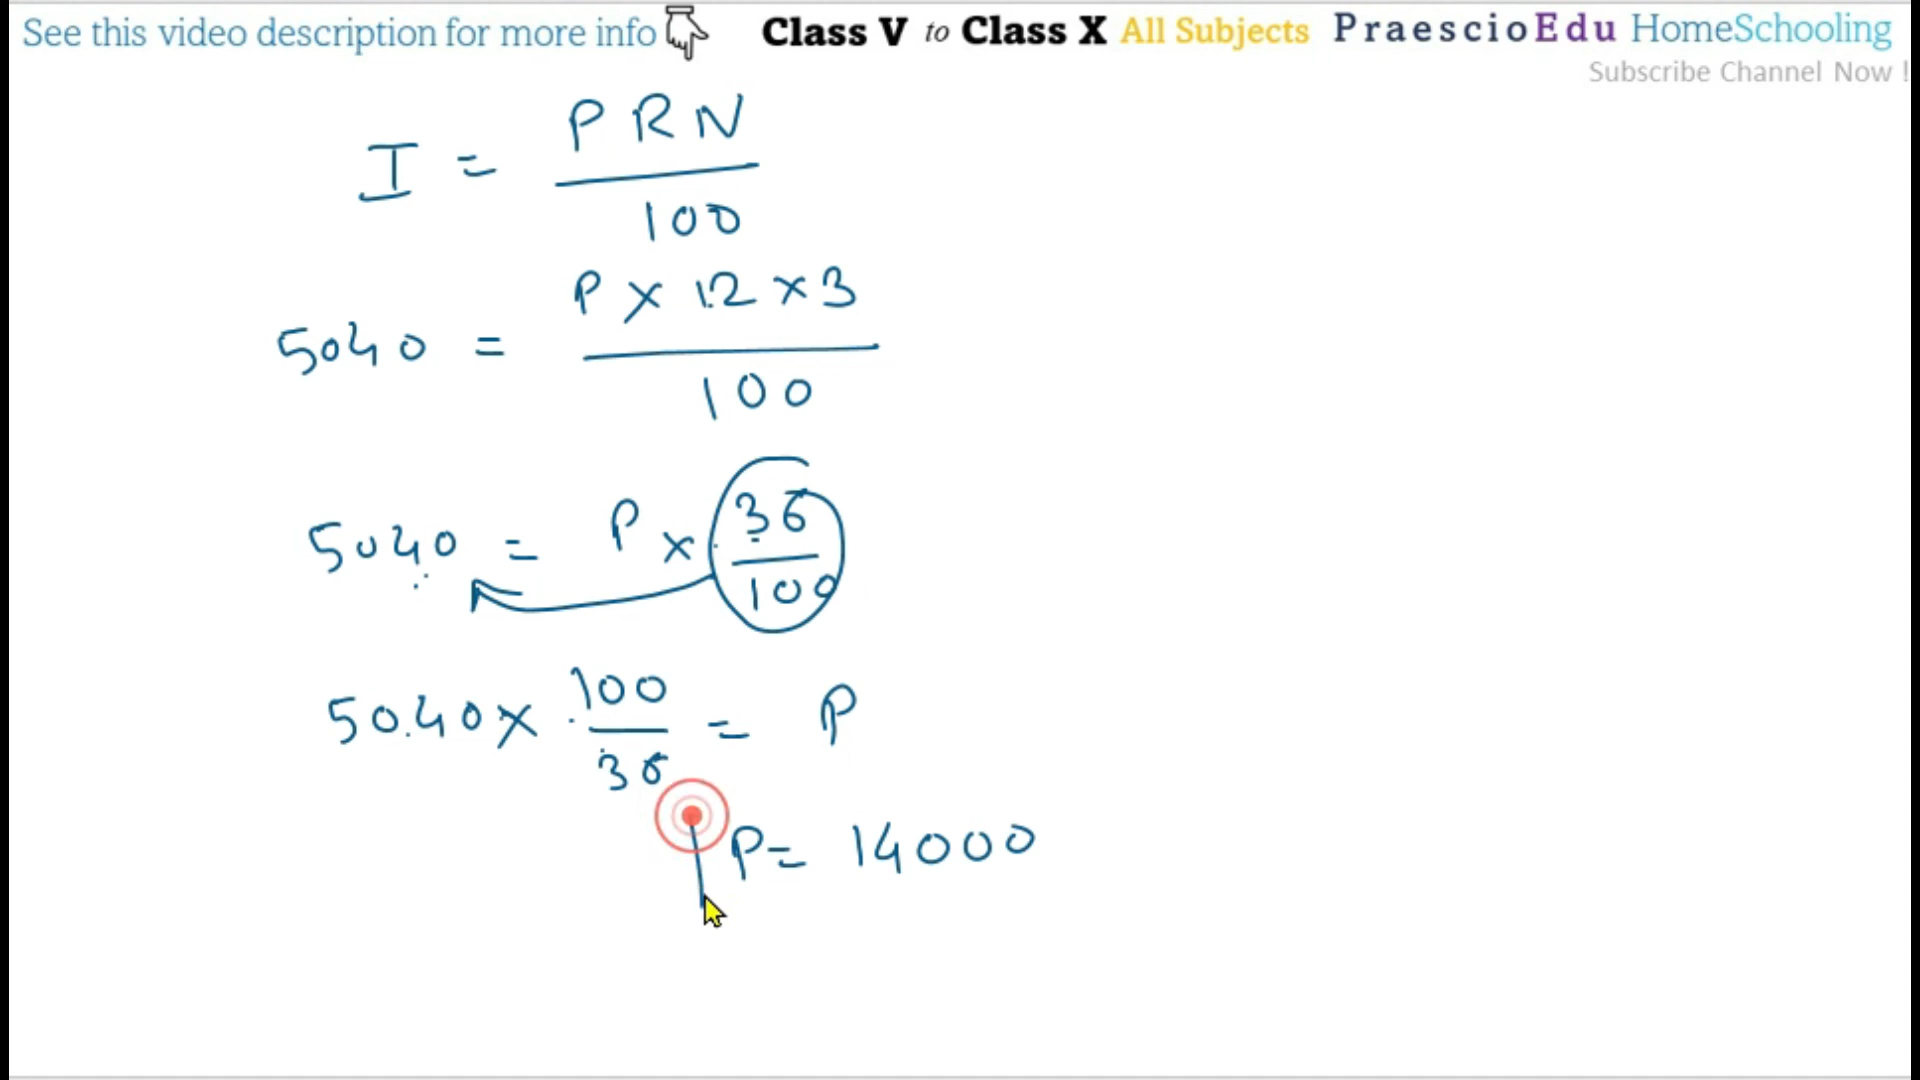 See this video description for more info Class V to Class X All Subjects PraescioEdu HomeSchooling
Subscribe Channel Now !
I = PRN / 100
5040 = P × 12 × 3 / 100
5040 = P × 36 / 100
5040 × 100 / 36 = P
P = 14000